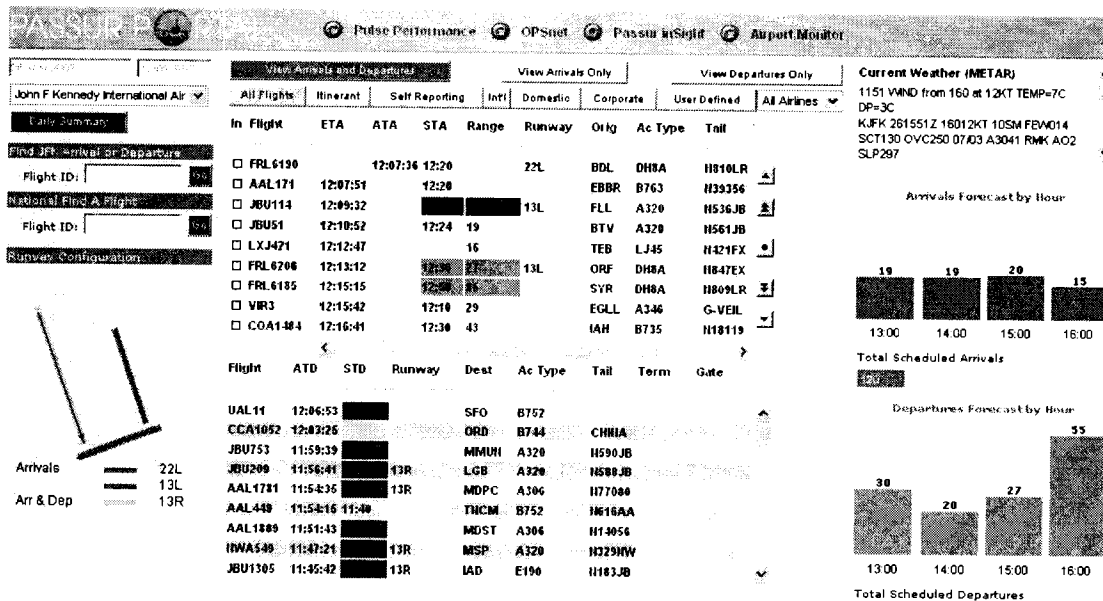 PASSUR
Pulse Performance OPSnet Passur inSight Airport Monitor
View Arrivals and Departures View Arrivals Only View Departures Only
John F Kennedy International Air
All Flights Itinerant Self Reporting Int'l Domestic Corporate User Defined All Airlines
Daily Summary
In Flight ETA ATA STA Range Runway Orig Ac Type Tail
Find JFK Arrival or Departure
Flight ID: Go
National Find A Flight
Flight ID: Go
Runway Configuration
FRL6190 12:07:36 12:20 22L BDL DH8A N810LR
AAL171 12:07:51 12:20 EBBR B763 N39356
JBU114 12:09:32 13L FLL A320 N536JB
JBU51 12:10:52 12:24 19 BTV A320 N561JB
LXJ421 12:12:47 16 TEB LJ45 N421FX
FRL6206 12:13:12 13L ORF DH8A N847EX
FRL6185 12:15:15 SYR DH8A N809LR
VIR3 12:15:42 12:10 29 EGLL A346 G-VEIL
COA1484 12:16:41 12:30 43 IAH B735 N18119
Flight ATD STD Runway Dest Ac Type Tail Term Gate
UAL11 12:06:53 SFO B752
CCA1052 12:03:26 ORD B744 CHNIA
JBU753 11:59:39 MMUN A320 N590JB
JBU209 11:56:41 13R LGB A320 N588JB
AAL1781 11:54:35 13R MDPC A306 N77080
AAL449 11:54:16 11:40 TNCM B752 N616AA
AAL1889 11:51:43 MDST A306 N14056
NWA549 11:47:21 13R MSP A320 N329NW
JBU1305 11:45:42 13R IAD E190 N183JB
Arrivals 22L
13L
Arr & Dep 13R
Current Weather (METAR)
1151 WIND from 160 at 12KT TEMP=7C
DP=3C
KJFK 261551Z 16012KT 10SM FEW014
SCT130 OVC250 07/03 A3041 RMK AO2
SLP297
Arrivals Forecast by Hour
19 19 20 15
13:00 14:00 15:00 16:00
Total Scheduled Arrivals
Departures Forecast by Hour
30 20 27 55
13:00 14:00 15:00 16:00
Total Scheduled Departures